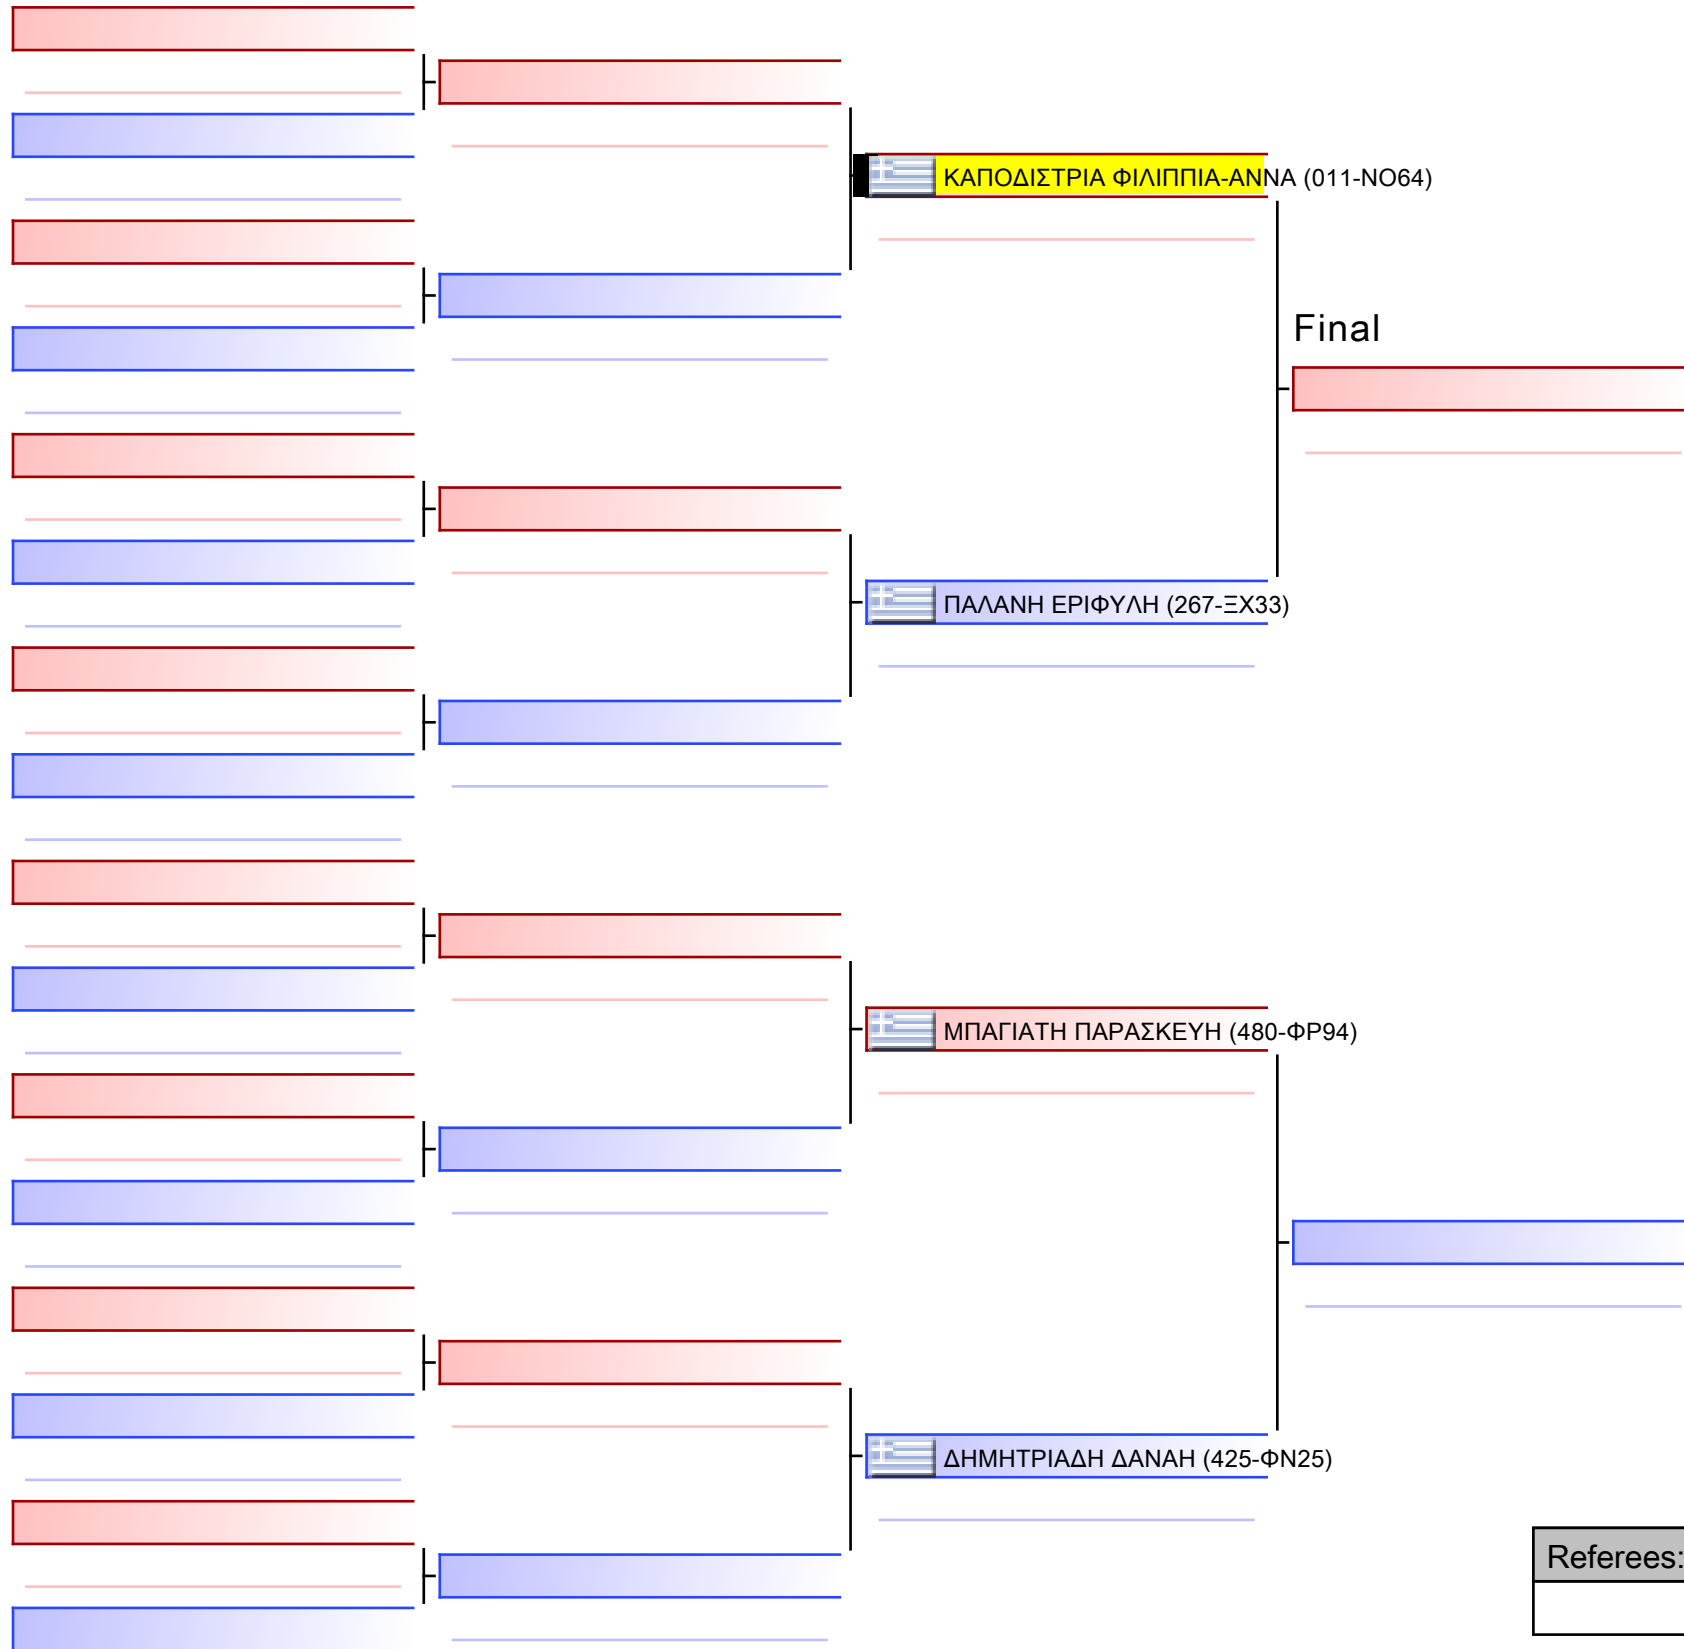 ΚΑΠΟΔΙΣΤΡΙΑ ΦΙΛΙΠΠΙΑ-ΑΝΝΑ (011-ΝΟ64)
Final
ΠΑΛΑΝΗ ΕΡΙΦΥΛΗ (267-ΞΧ33)
ΜΠΑΓΙΑΤΗ ΠΑΡΑΣΚΕΥΗ (480-ΦΡ94)
ΔΗΜΗΤΡΙΑΔΗ ΔΑΝΑΗ (425-ΦΝ25)
Referees: